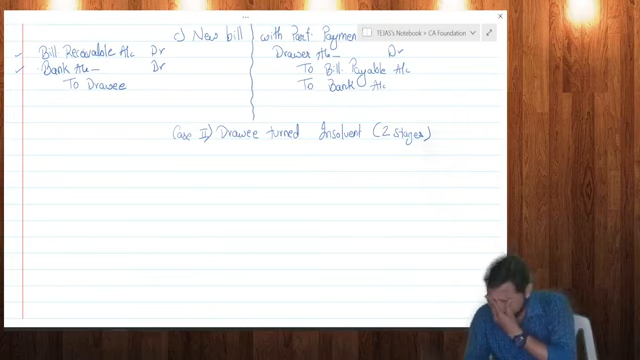 c) New bill with Part Paymen
TEJAS's Notebook > CA Foundation
Bill Receivable A/c Dr
Drawer A/c Dr
Bank A/c Dr
To Bill Payable A/c
To Drawee
To Bank A/c
Case II) Drawee turned Insolvent (2 stages)